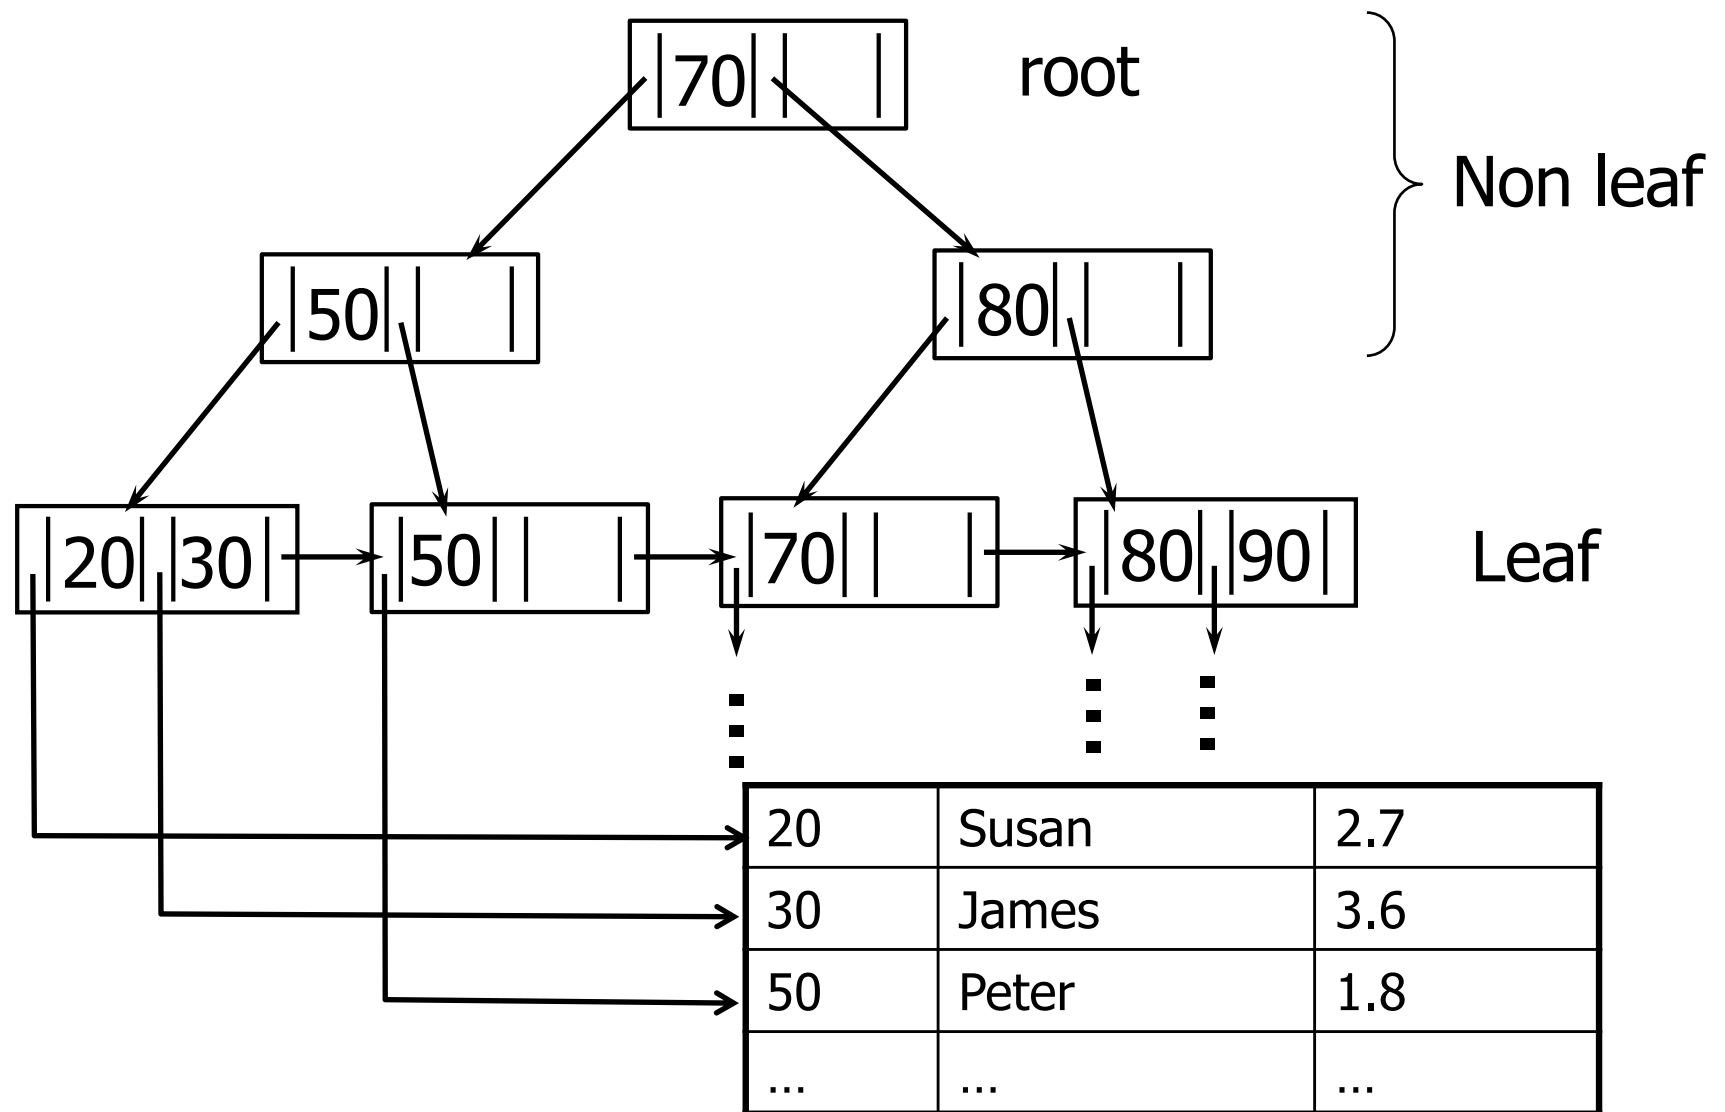 70
root
Non leaf
50
80
20 30
50
70
80 90
Leaf
20 Susan 2.7
30 James 3.6
50 Peter 1.8
... ... ...